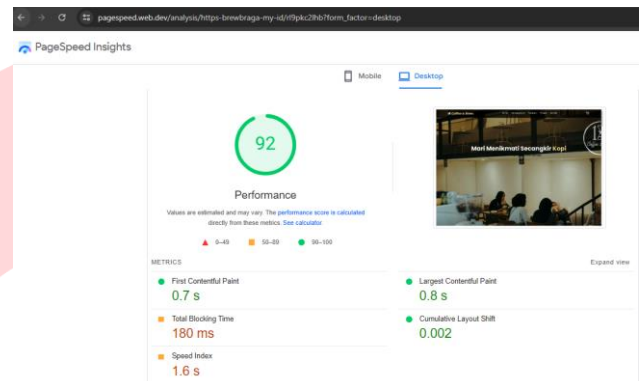 pagespeed.web.dev/analysis/https-brewbraga-my-id/rf9pkc2lhb?form_factor=desktop
PageSpeed Insights
Mobile
Desktop
92
Performance
Values are estimated and may vary. The performance score is calculated
directly from these metrics. See calculator
0–49
50–89
90–100
METRICS
Expand view
First Contentful Paint
0.7 s
Largest Contentful Paint
0.8 s
Total Blocking Time
180 ms
Cumulative Layout Shift
0.002
Speed Index
1.6 s
Mari Menikmati Secangkir Kopi